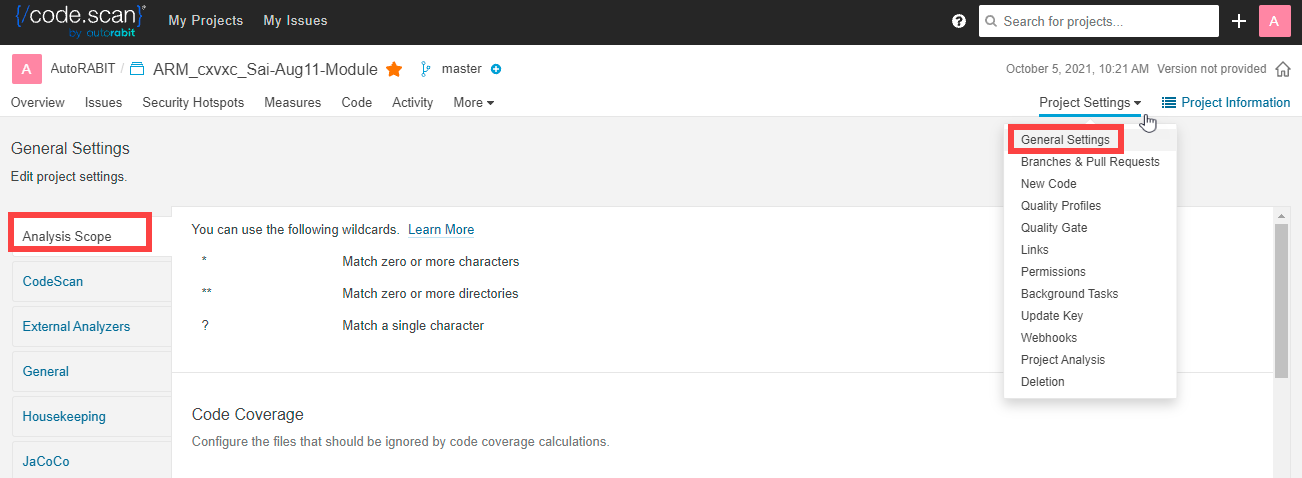 {/code.scan}
by autorabit
My Projects My Issues
? Search for projects... + A
A AutoRABIT / ARM_cxvxc_Sai-Aug11-Module master
October 5, 2021, 10:21 AM Version not provided
Overview Issues Security Hotspots Measures Code Activity More
Project Settings Project Information
General Settings
Edit project settings.
General Settings
Branches & Pull Requests
New Code
Quality Profiles
Quality Gate
Links
Permissions
Background Tasks
Update Key
Webhooks
Project Analysis
Deletion
Analysis Scope
CodeScan
External Analyzers
General
Housekeeping
JaCoCo
You can use the following wildcards. Learn More
* Match zero or more characters
** Match zero or more directories
? Match a single character
Code Coverage
Configure the files that should be ignored by code coverage calculations.